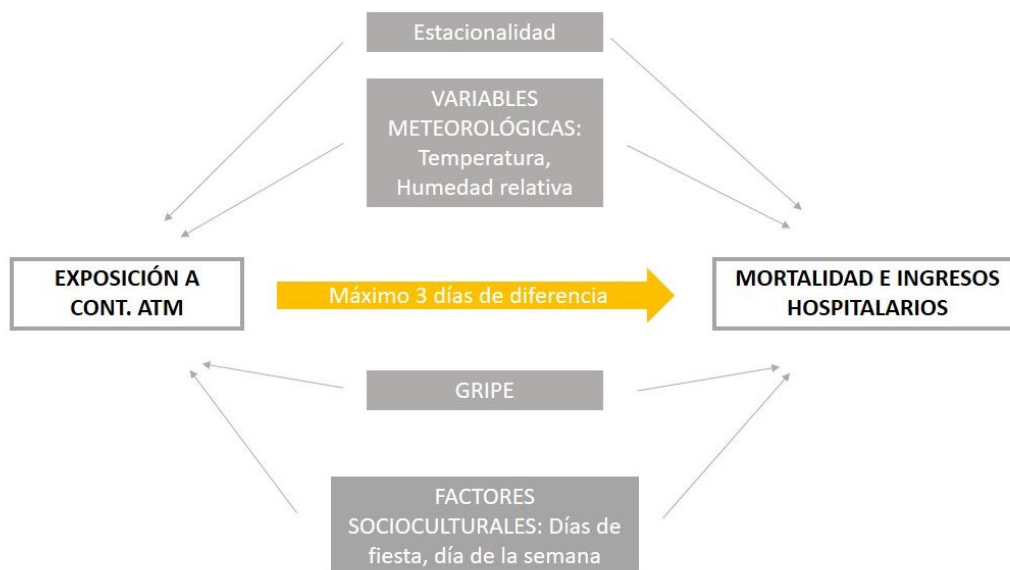 Estacionalidad
VARIABLES
METEOROLÓGICAS:
Temperatura,
Humedad relativa
EXPOSICIÓN A
CONT. ATM
Máximo 3 días de diferencia
MORTALIDAD E INGRESOS
HOSPITALARIOS
GRIPE
FACTORES
SOCIOCULTURALES: Días de
fiesta, día de la semana